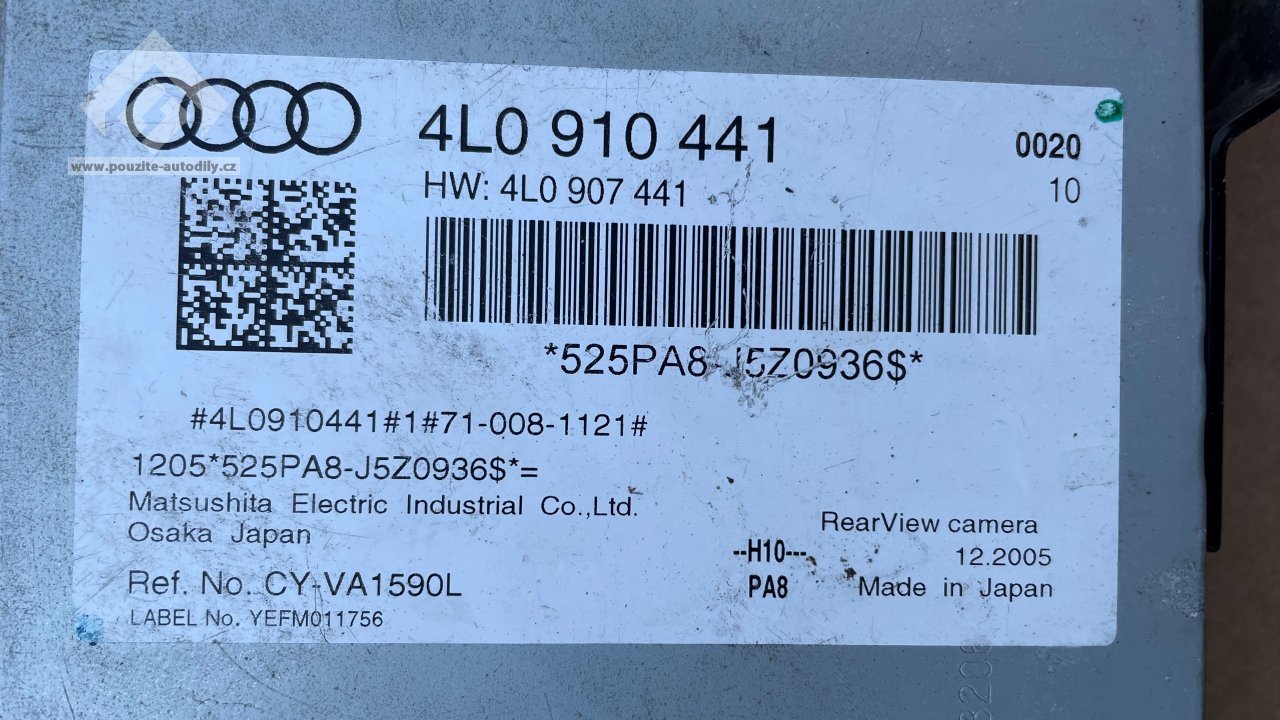 www.pouzite-autodily.cz
4L0 910 441
0020
HW: 4L0 907 441
10
*525PA8-J5Z0936$*
#4L0910441#1#71-008-1121#
1205*525PA8-J5Z0936$*=
Matsushita Electric Industrial Co.,Ltd.
Osaka Japan
RearView camera
--H10---
12.2005
Ref. No. CY-VA1590L
PA8
Made in Japan
LABEL No. YEFM011756